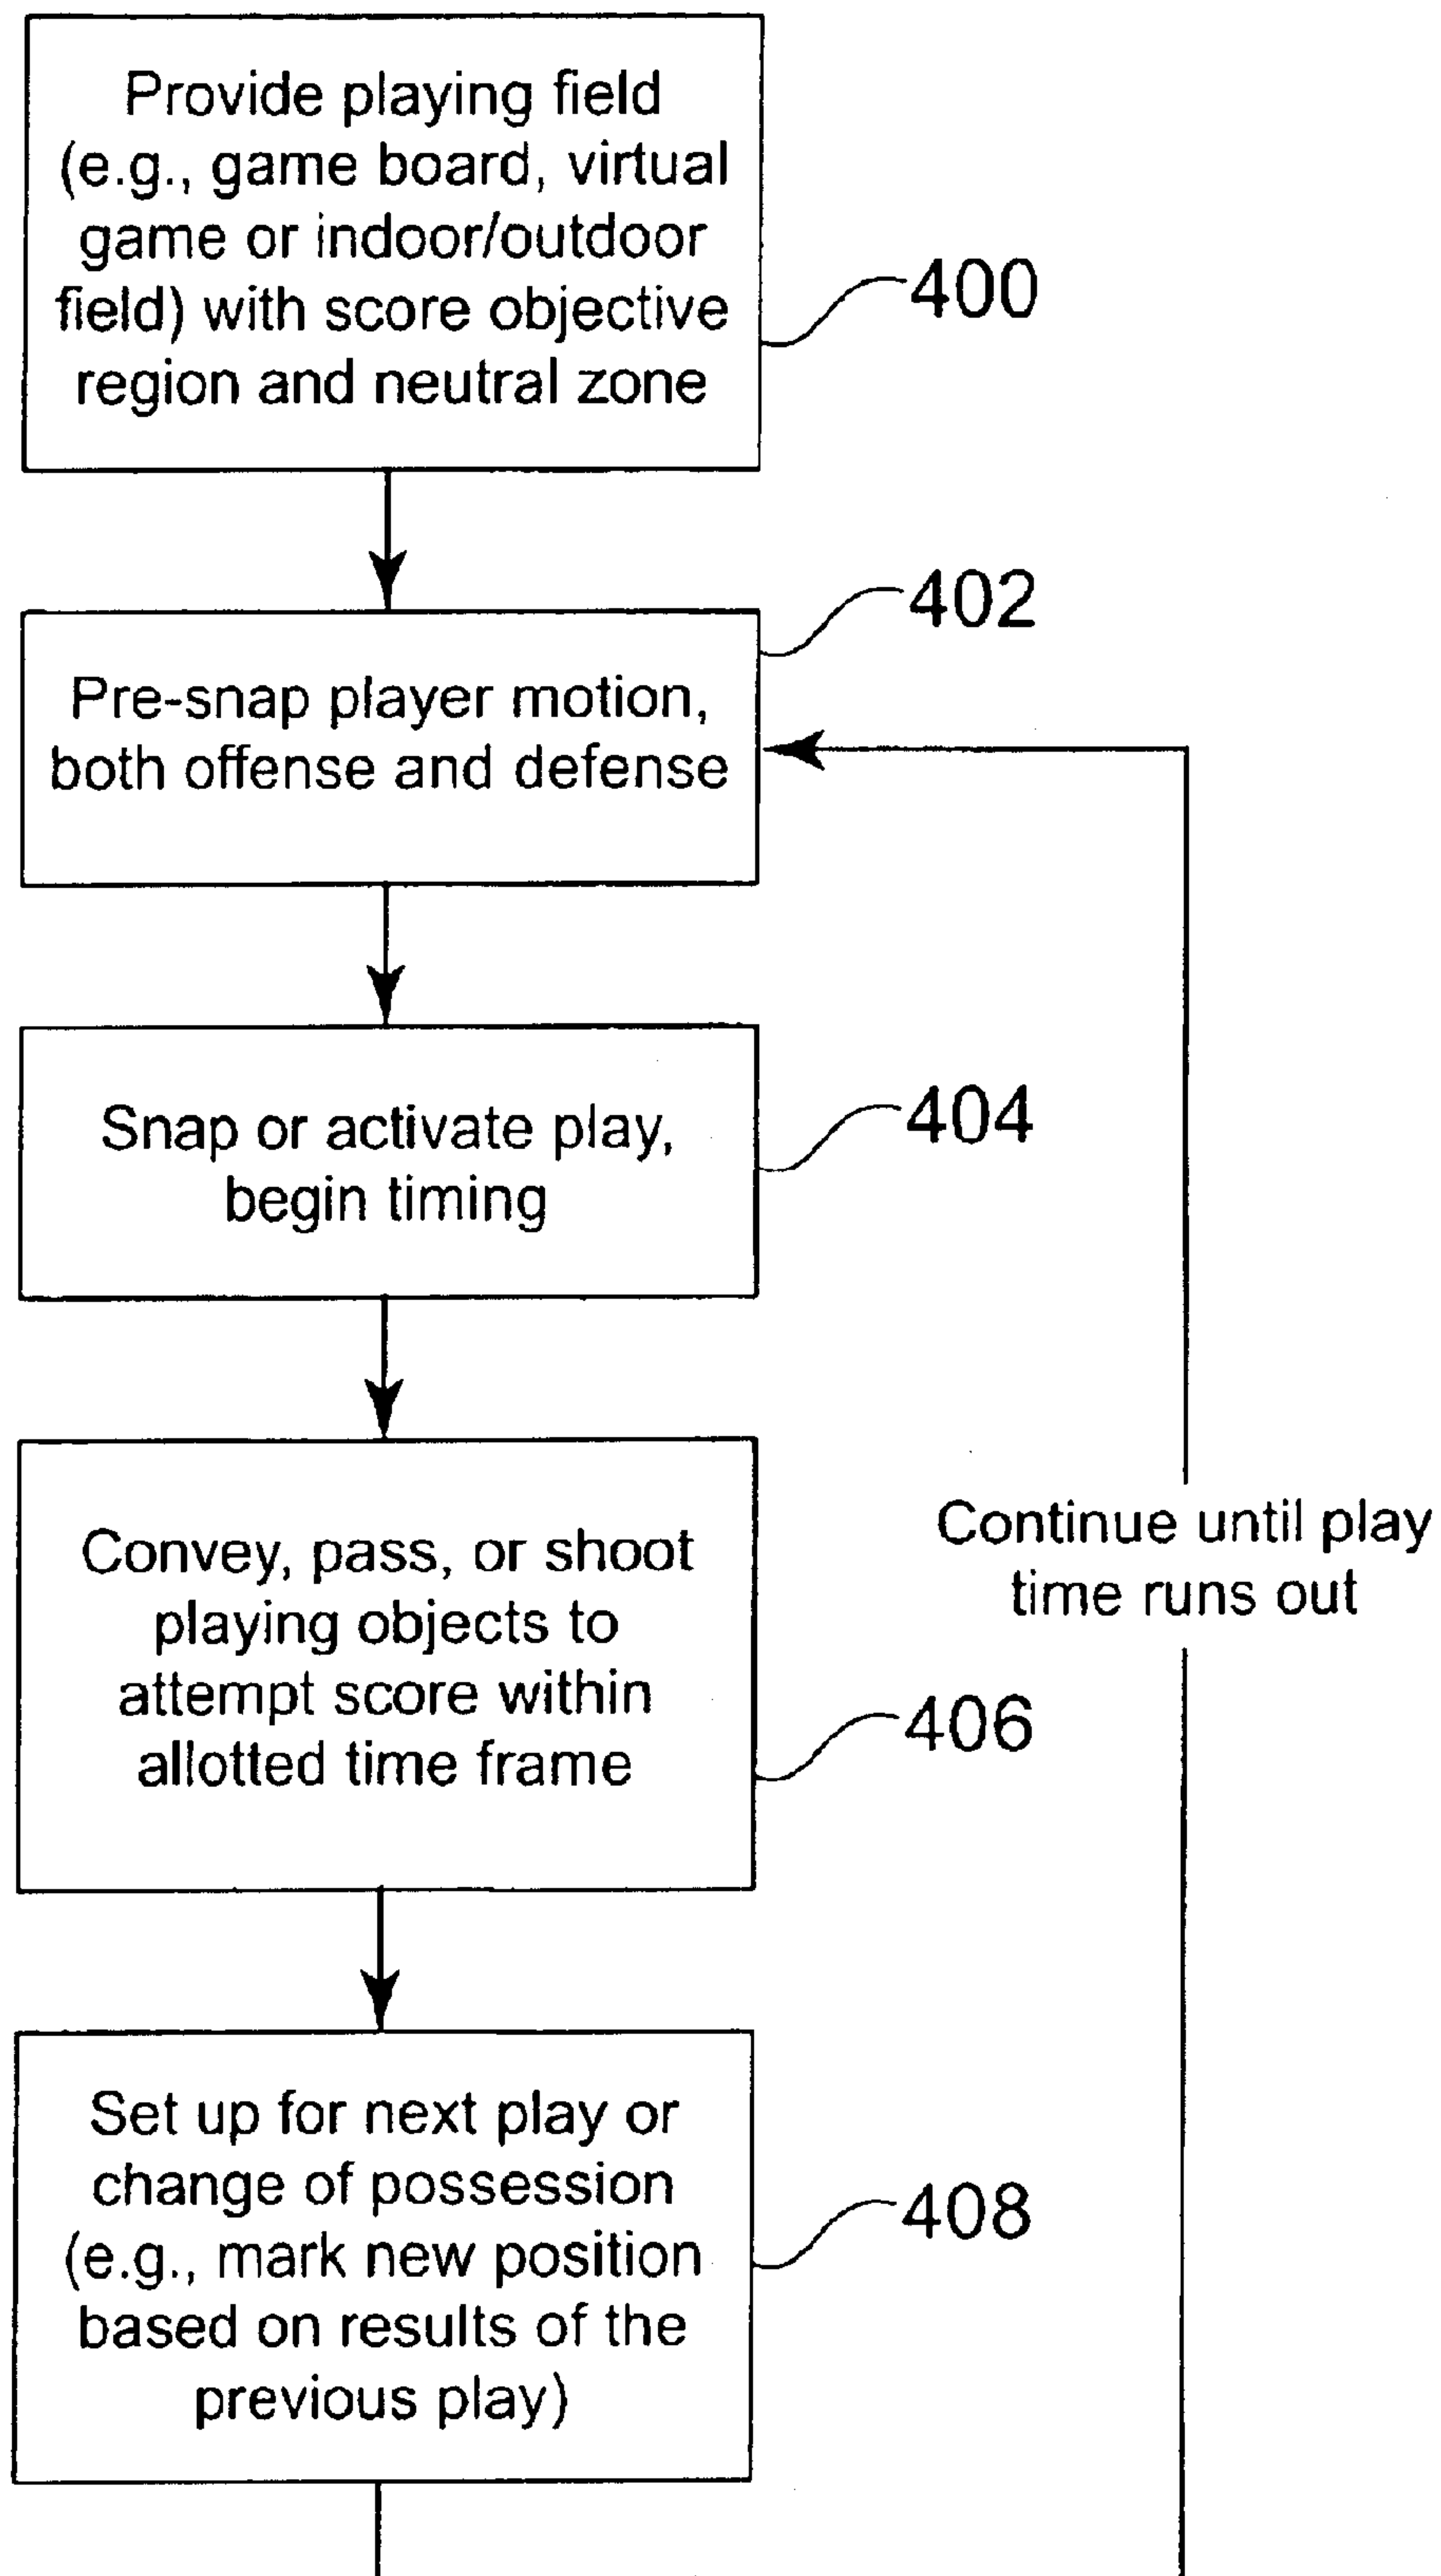 Provide playing field
(e.g., game board, virtual
game or indoor/outdoor
field) with score objective
region and neutral zone
400
402
Pre-snap player motion,
both offense and defense
404
Snap or activate play,
begin timing
Convey, pass, or shoot
playing objects to
attempt score within
allotted time frame
406
Continue until play
time runs out
Set up for next play or
change of possession
(e.g., mark new position
based on results of the
previous play)
408